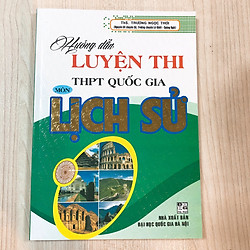 ThS. TRƯƠNG NGỌC THƠI
Hướng dẫn
LUYỆN THI
THPT QUỐC GIA
MÔN
LỊCH SỬ
NHÀ XUẤT BẢN
ĐẠI HỌC QUỐC GIA HÀ NỘI